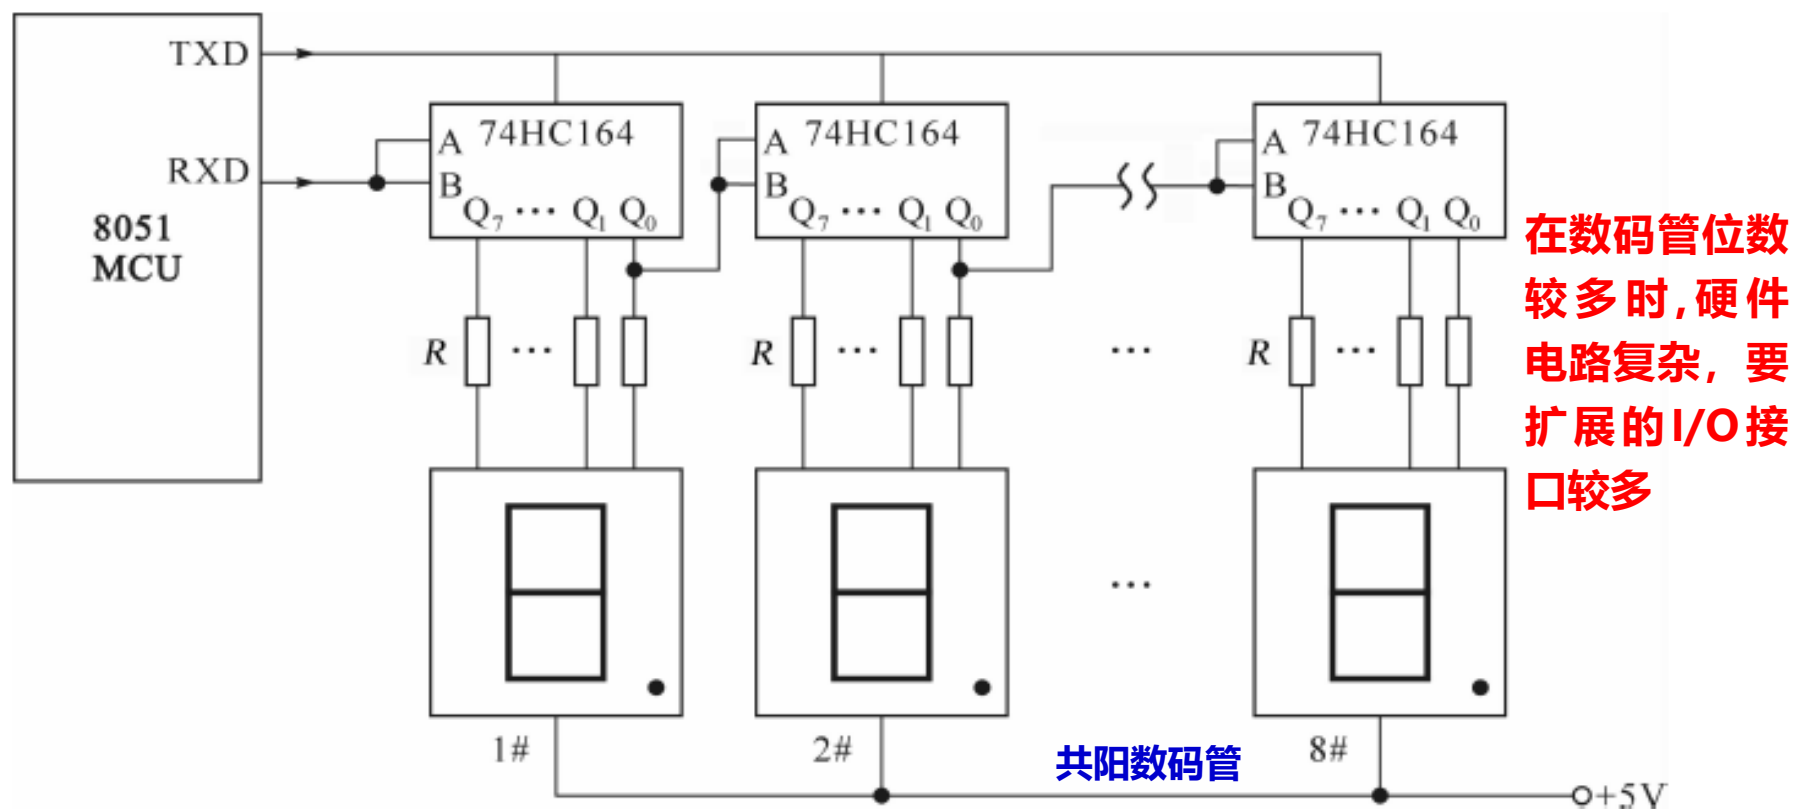 TXD
RXD
8051
MCU
A 74HC164
B
Q7 ··· Q1 Q0
A 74HC164
B
Q7 ··· Q1 Q0
A 74HC164
B
Q7 ··· Q1 Q0
R ···
R ···
···
R ···
···
1#
2#
8#
共阳数码管
+5V
在数码管位数
较多时,硬件
电路复杂，要
扩展的I/O接
口较多